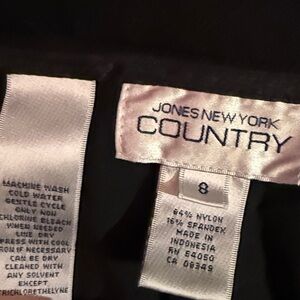 JONES NEW YORK
COUNTRY
8
84% NYLON
16% SPANDEX
MADE IN
INDONESIA
RN 54050
CA 08349
MACHINE WASH
COLD WATER
GENTLE CYCLE
ONLY NON
CHLORINE BLEACH
WHEN NEEDED
LINE DRY
PRESS WITH COOL
IRON IF NECESSARY
CAN BE DRY
CLEANED WITH
ANY SOLVENT
EXCEPT
TRICHLORETHELYNE